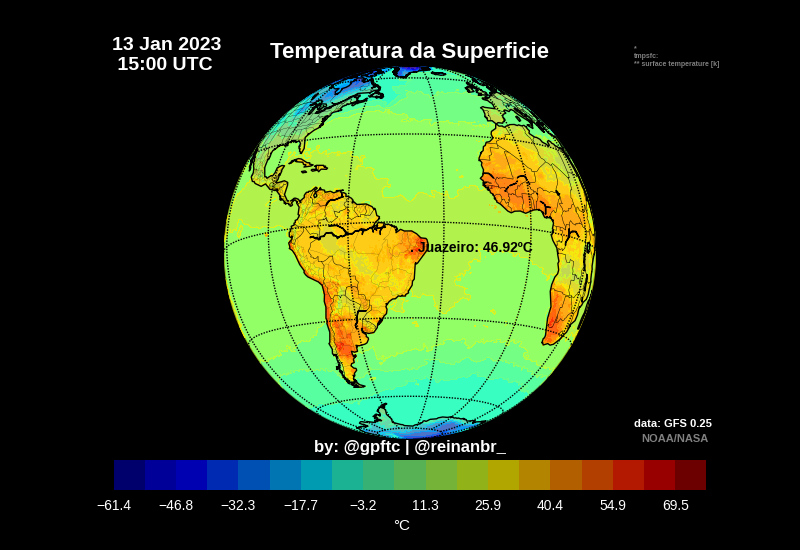 13 Jan 2023
15:00 UTC
Temperatura da Superficie
*
tmpsfc:
** surface temperature [k]
Juazeiro: 46.92ºC
data: GFS 0.25
NOAA/NASA
by: @gpftc | @reinanbr_
−61.4 −46.8 −32.3 −17.7 −3.2 11.3 25.9 40.4 54.9 69.5
°C